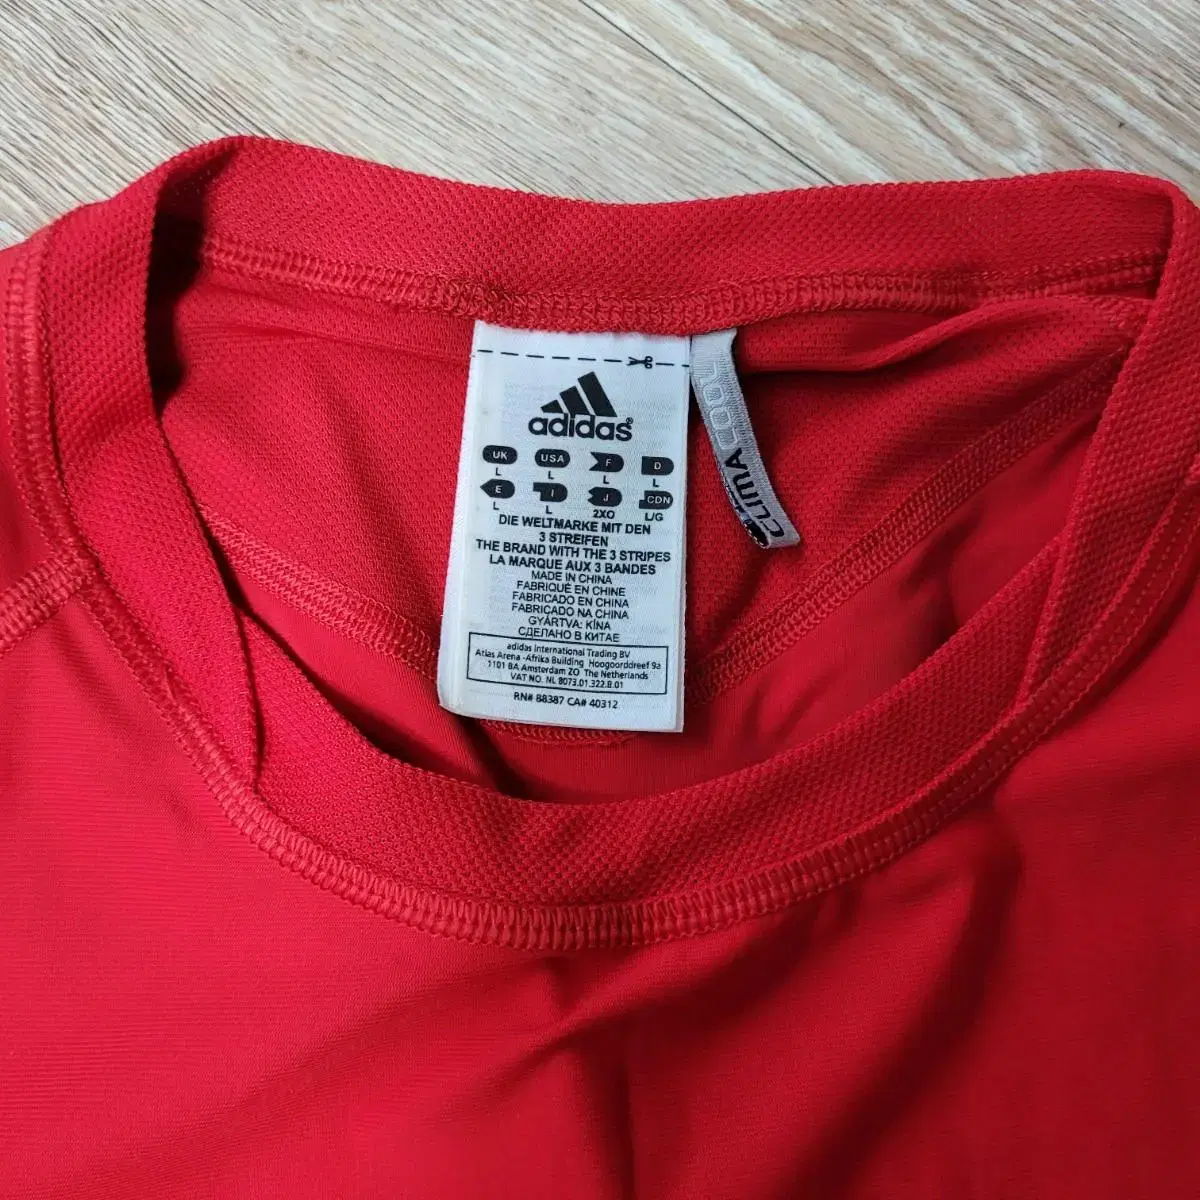 adidas
UK USA F D
L L L L
E I J CDN
L L 2XO L/G
DIE WELTMARKE MIT DEN
3 STREIFEN
THE BRAND WITH THE 3 STRIPES
LA MARQUE AUX 3 BANDES
MADE IN CHINA
FABRIQUÉ EN CHINE
FABRICADO EN CHINA
FABRICADO NA CHINA
GYÁRTVA: KÍNA
СДЕЛАНО В КИТАЕ
adidas International Trading BV
Atlas Arena -Afrika Building Hoogoorddreef 9a
1101 BA Amsterdam ZO The Netherlands
VAT NO. NL 8073.01.322.B.01
RN# 88387 CA# 40312
CLIMACOOL